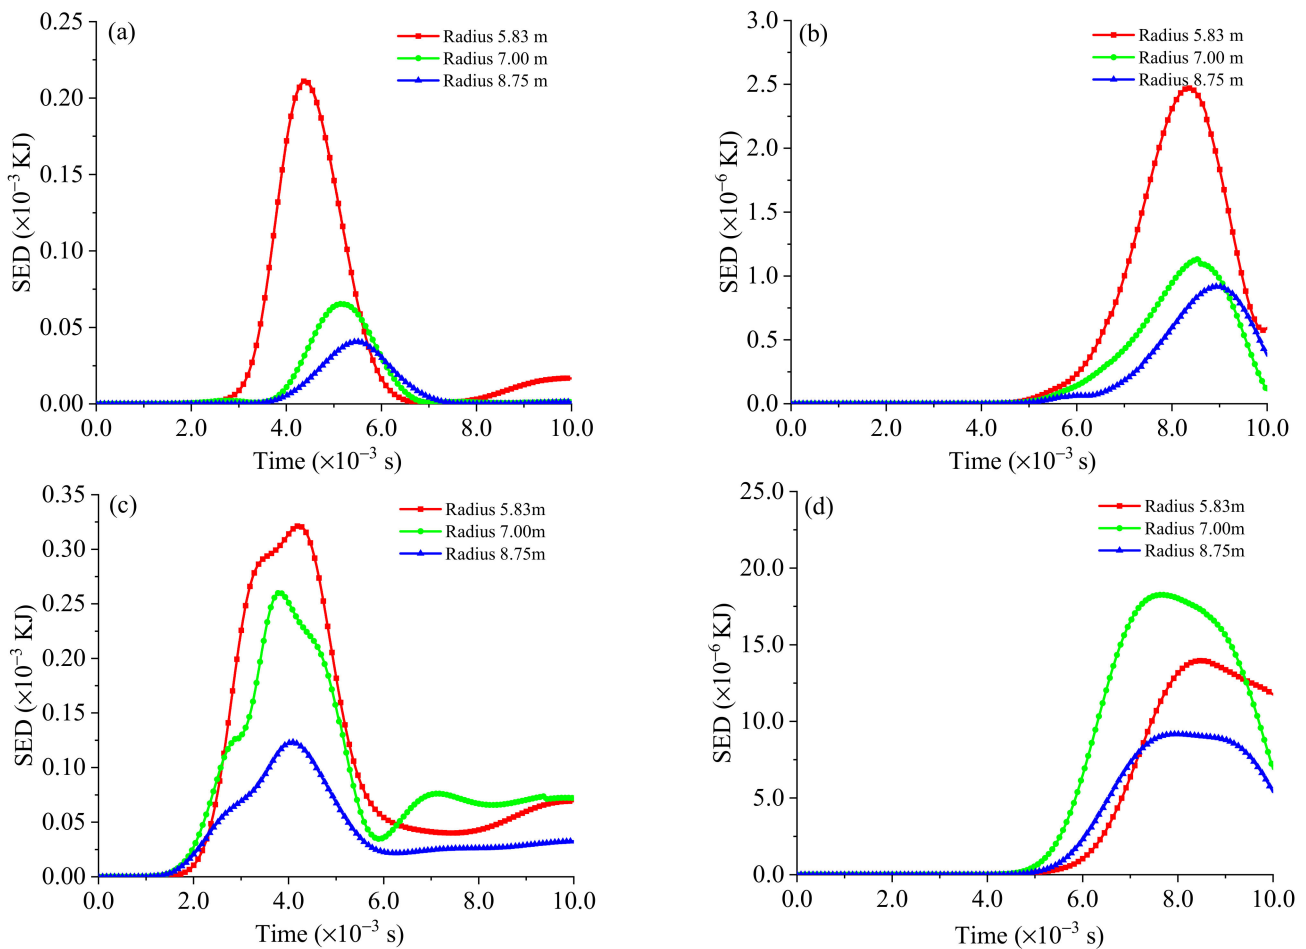 (a)
Radius 5.83 m
Radius 7.00 m
Radius 8.75 m
0.25
0.20
0.15
0.10
0.05
0.00
SED (×10⁻³ KJ)
0.0 2.0 4.0 6.0 8.0 10.0
Time (×10⁻³ s)
(b)
Radius 5.83 m
Radius 7.00 m
Radius 8.75 m
3.0
2.5
2.0
1.5
1.0
0.5
0.0
SED (×10⁻⁶ KJ)
0.0 2.0 4.0 6.0 8.0 10.0
Time (×10⁻³ s)
(c)
Radius 5.83m
Radius 7.00m
Radius 8.75m
0.35
0.30
0.25
0.20
0.15
0.10
0.05
0.00
SED (×10⁻³ KJ)
0.0 2.0 4.0 6.0 8.0 10.0
Time (×10⁻³ s)
(d)
Radius 5.83m
Radius 7.00m
Radius 8.75m
25.0
20.0
15.0
10.0
5.0
0.0
SED (×10⁻⁶ KJ)
0.0 2.0 4.0 6.0 8.0 10.0
Time (×10⁻³ s)